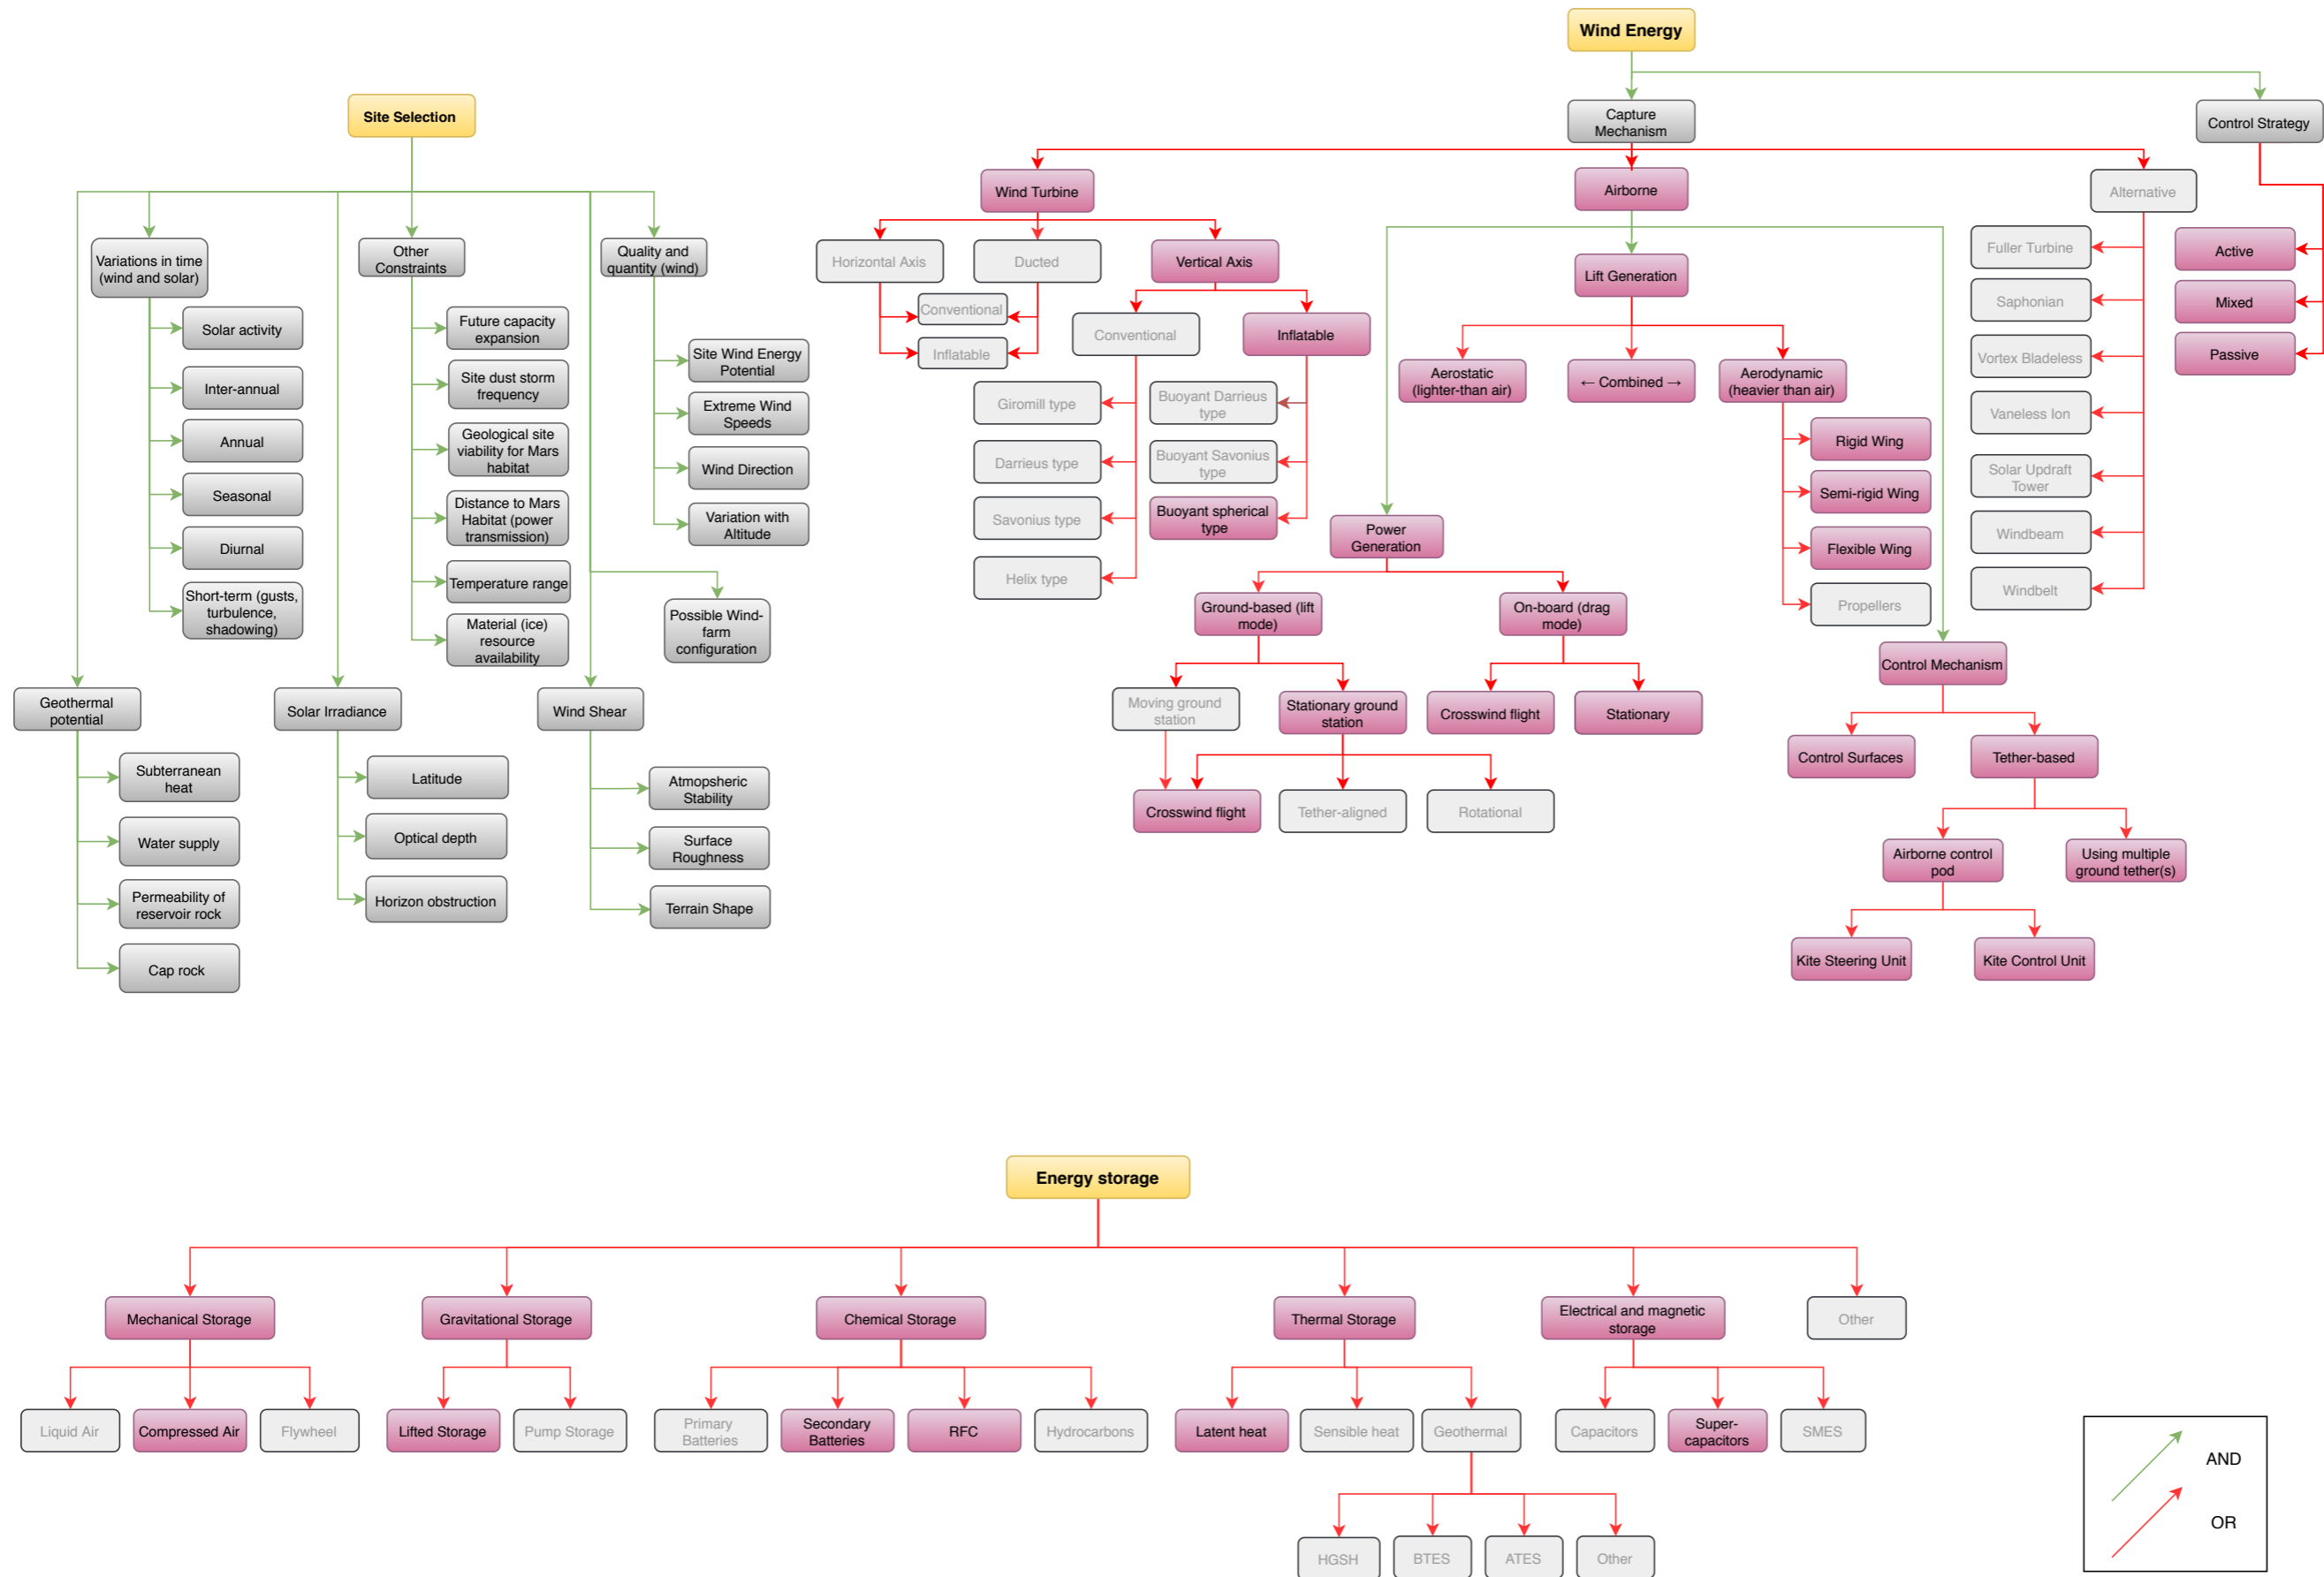 Site Selection
Variations in time
(wind and solar)
Solar activity
Inter-annual
Annual
Seasonal
Diurnal
Short-term (gusts,
turbulence,
shadowing)
Other
Constraints
Future capacity
expansion
Site dust storm
frequency
Geological site
viability for Mars
habitat
Distance to Mars
Habitat (power
transmission)
Temperature range
Material (ice)
resource
availability
Quality and
quantity (wind)
Site Wind Energy
Potential
Extreme Wind
Speeds
Wind Direction
Variation with
Altitude
Possible Wind-
farm
configuration
Geothermal
potential
Subterranean
heat
Water supply
Permeability of
reservoir rock
Cap rock
Solar Irradiance
Latitude
Optical depth
Horizon obstruction
Wind Shear
Atmopsheric
Stability
Surface
Roughness
Terrain Shape
Wind Energy
Capture
Mechanism
Control Strategy
Wind Turbine
Airborne
Alternative
Horizontal Axis
Ducted
Vertical Axis
Conventional
Inflatable
Conventional
Inflatable
Giromill type
Darrieus type
Savonius type
Helix type
Buoyant Darrieus
type
Buoyant Savonius
type
Buoyant spherical
type
Lift Generation
Aerostatic
(lighter-than air)
← Combined →
Aerodynamic
(heavier than air)
Rigid Wing
Semi-rigid Wing
Flexible Wing
Propellers
Power
Generation
Ground-based (lift
mode)
On-board (drag
mode)
Moving ground
station
Stationary ground
station
Crosswind flight
Stationary
Crosswind flight
Tether-aligned
Rotational
Control Mechanism
Control Surfaces
Tether-based
Airborne control
pod
Using multiple
ground tether(s)
Kite Steering Unit
Kite Control Unit
Fuller Turbine
Saphonian
Vortex Bladeless
Vaneless Ion
Solar Updraft
Tower
Windbeam
Windbelt
Active
Mixed
Passive
Energy storage
Mechanical Storage
Gravitational Storage
Chemical Storage
Thermal Storage
Electrical and magnetic
storage
Other
Liquid Air
Compressed Air
Flywheel
Lifted Storage
Pump Storage
Primary
Batteries
Secondary
Batteries
RFC
Hydrocarbons
Latent heat
Sensible heat
Geothermal
Capacitors
Super-
capacitors
SMES
HGSH
BTES
ATES
Other
AND
OR